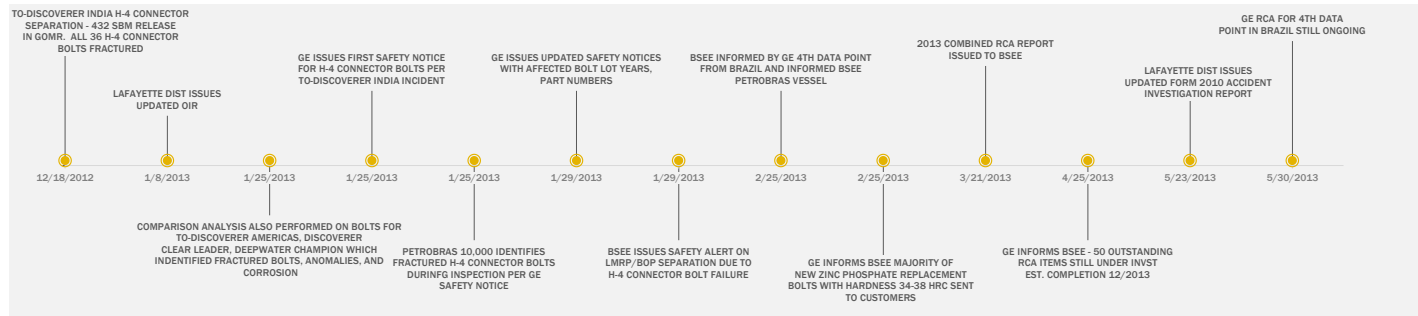 TO-DISCOVERER INDIA H-4 CONNECTOR
SEPARATION - 432 SBM RELEASE
IN GOMR.  ALL 36 H-4 CONNECTOR
BOLTS FRACTURED
LAFAYETTE DIST ISSUES
UPDATED OIR
GE ISSUES FIRST SAFETY NOTICE
FOR H-4 CONNECTOR BOLTS PER
TO-DISCOVERER INDIA INCIDENT
GE ISSUES UPDATED SAFETY NOTICES
WITH AFFECTED BOLT LOT YEARS,
PART NUMBERS
BSEE INFORMED BY GE 4TH DATA POINT
FROM BRAZIL AND INFORMED BSEE
PETROBRAS VESSEL
2013 COMBINED RCA REPORT
ISSUED TO BSEE
LAFAYETTE DIST ISSUES
UPDATED FORM 2010 ACCIDENT
INVESTIGATION REPORT
GE RCA FOR 4TH DATA
POINT IN BRAZIL STILL ONGOING
12/18/2012
1/8/2013
1/25/2013
1/25/2013
1/25/2013
1/29/2013
1/29/2013
2/25/2013
2/25/2013
3/21/2013
4/25/2013
5/23/2013
5/30/2013
COMPARISON ANALYSIS ALSO PERFORMED ON BOLTS FOR
TO-DISCOVERER AMERICAS, DISCOVERER
CLEAR LEADER, DEEPWATER CHAMPION WHICH
INDENTIFIED FRACTURED BOLTS, ANOMALIES, AND
CORROSION
PETROBRAS 10,000 IDENTIFIES
FRACTURED H-4 CONNECTOR BOLTS
DURINFG INSPECTION PER GE
SAFETY NOTICE
BSEE ISSUES SAFETY ALERT ON
LMRP/BOP SEPARATION DUE TO
H-4 CONNECTOR BOLT FAILURE
GE INFORMS BSEE MAJORITY OF
NEW ZINC PHOSPHATE REPLACEMENT
BOLTS WITH HARDNESS 34-38 HRC SENT
TO CUSTOMERS
GE INFORMS BSEE - 50 OUTSTANDING
RCA ITEMS STILL UNDER INVST
EST. COMPLETION 12/2013